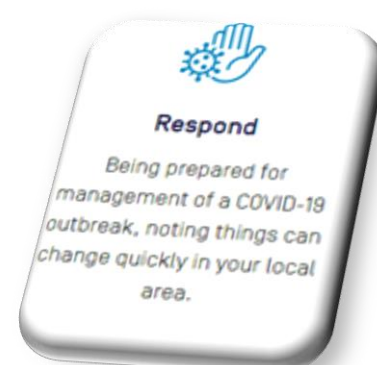 Respond
Being prepared for
management of a COVID-19
outbreak, noting things can
change quickly in your local
area.